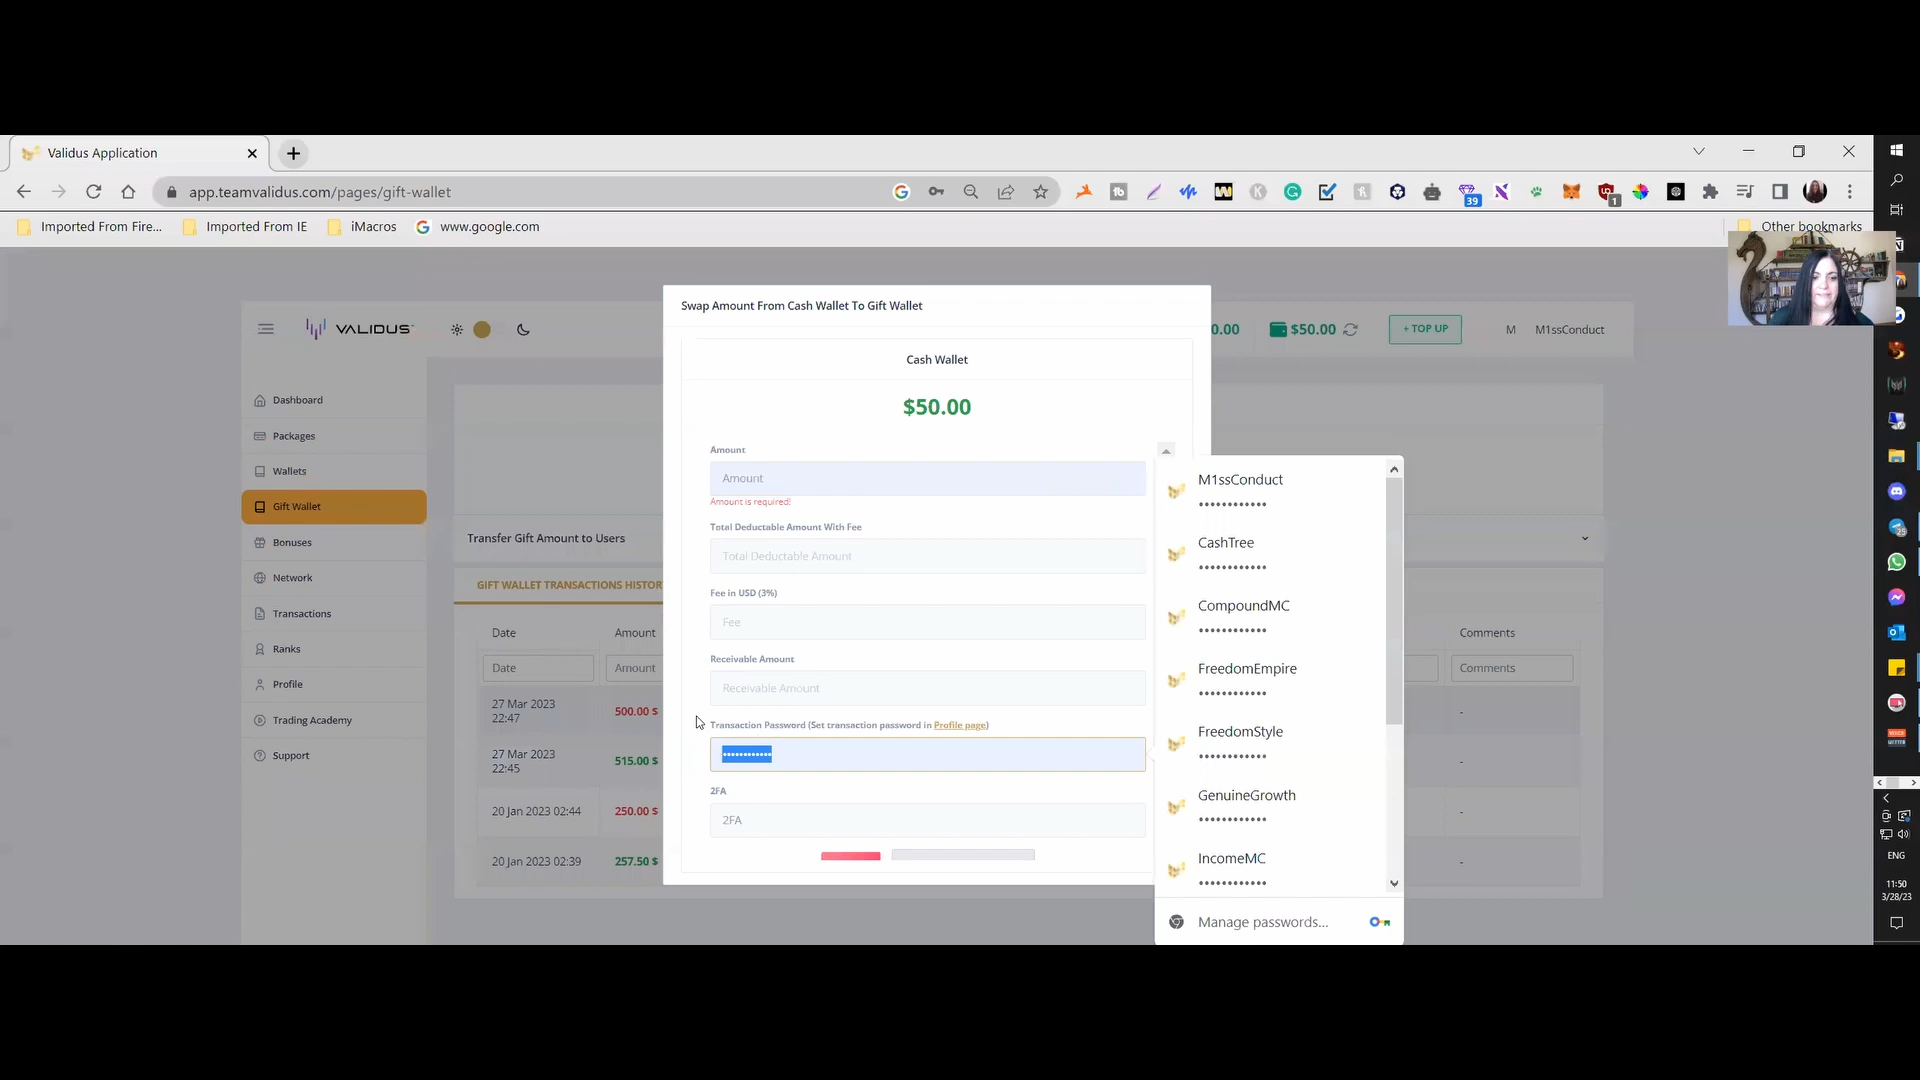 Validus Application
app.teamvalidus.com/pages/gift-wallet
39
1
Imported From Fire...
Imported From IE
iMacros
www.google.com
Other bookmarks
VALIDUS
0.00
$50.00
+ TOP UP
M
M1ssConduct
Dashboard
Packages
Wallets
Gift Wallet
Bonuses
Network
Transactions
Ranks
Profile
Trading Academy
Support
Transfer Gift Amount to Users
GIFT WALLET TRANSACTIONS HISTOR
Date
Amount
Comments
Date
Amount
Comments
27 Mar 2023
22:47
500.00 $
-
27 Mar 2023
22:45
515.00 $
-
20 Jan 2023 02:44
250.00 $
-
20 Jan 2023 02:39
257.50 $
-
Swap Amount From Cash Wallet To Gift Wallet
Cash Wallet
$50.00
Amount
Amount
Amount is required!
Total Deductable Amount With Fee
Total Deductable Amount
Fee in USD (3%)
Fee
Receivable Amount
Receivable Amount
Transaction Password (Set transaction password in Profile page)
••••••••••••
2FA
2FA
M1ssConduct
••••••••••••
CashTree
••••••••••••
CompoundMC
••••••••••••
FreedomEmpire
••••••••••••
FreedomStyle
••••••••••••
GenuineGrowth
••••••••••••
IncomeMC
••••••••••••
Manage passwords...
ENG
11:50
3/28/23